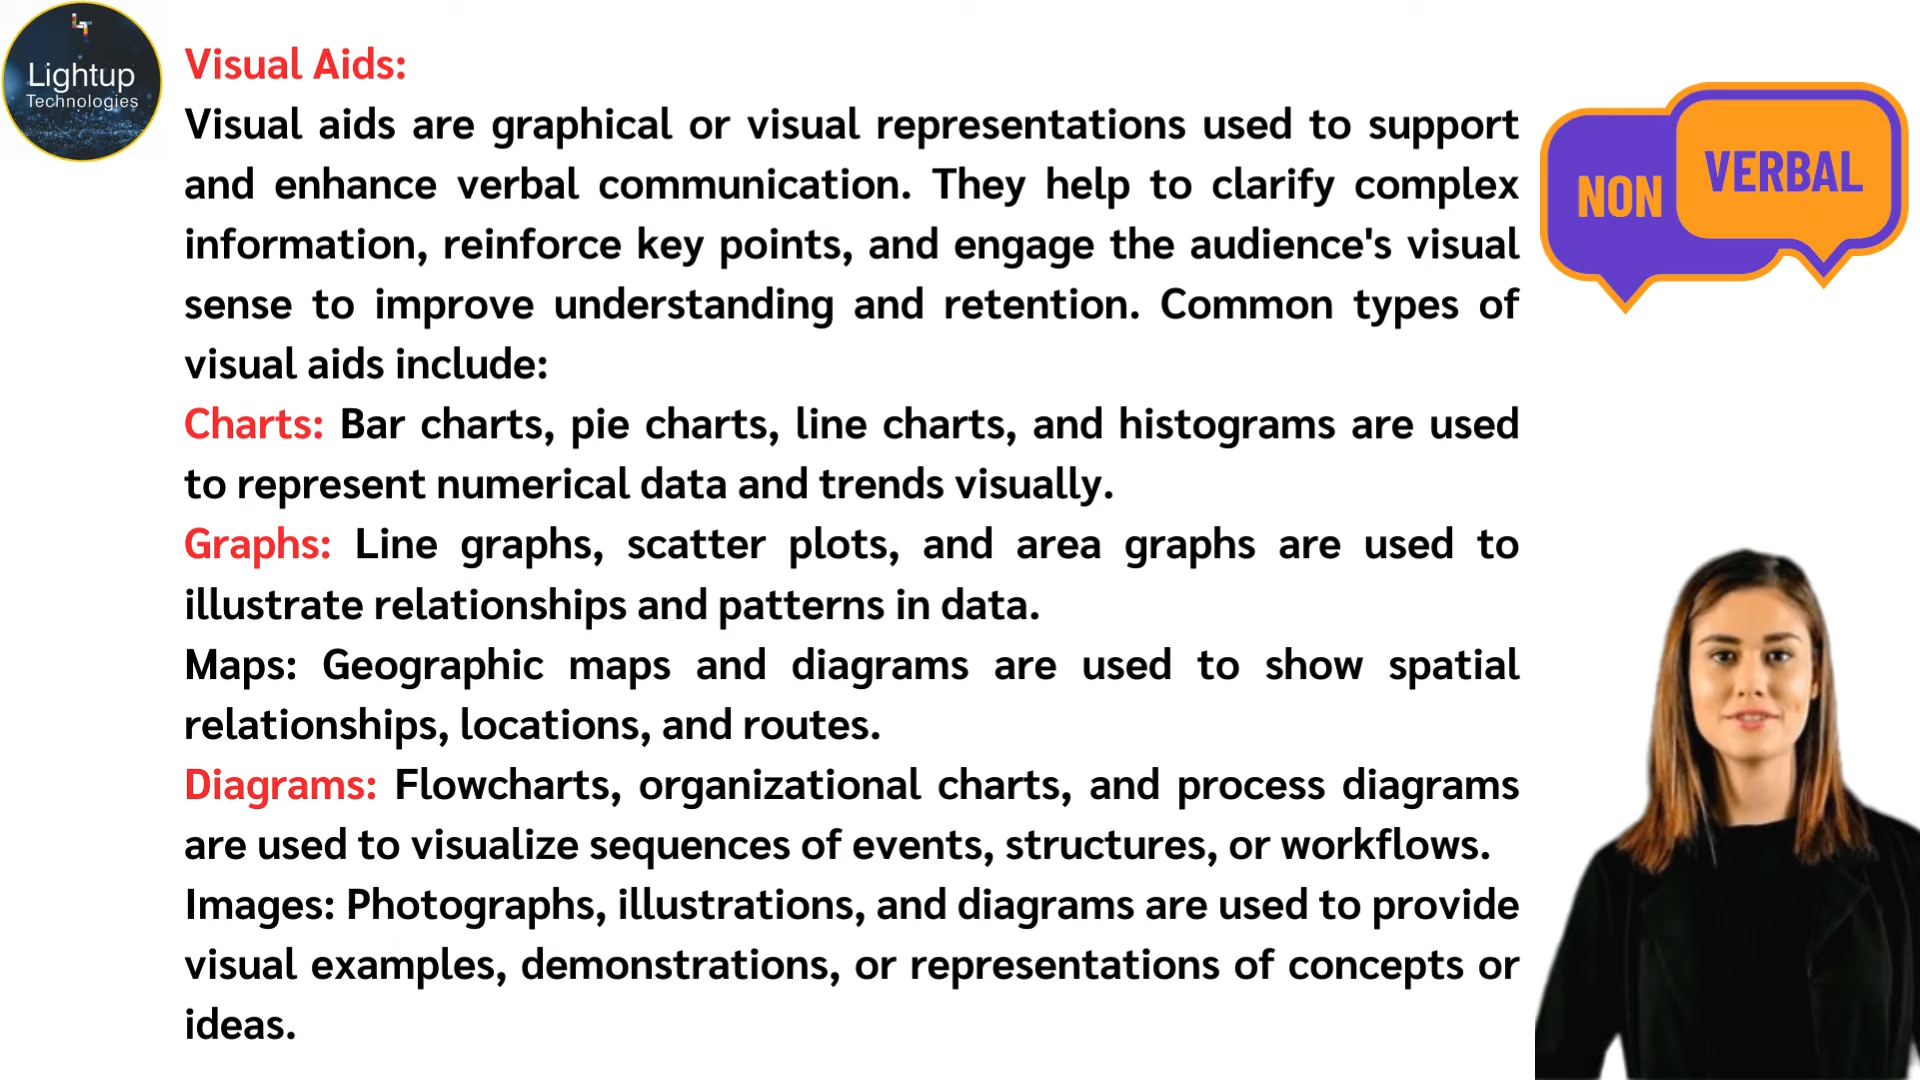 Lightup
Technologies
Visual Aids:
Visual aids are graphical or visual representations used to support
and enhance verbal communication. They help to clarify complex
information, reinforce key points, and engage the audience's visual
sense to improve understanding and retention. Common types of
visual aids include:
Charts: Bar charts, pie charts, line charts, and histograms are used
to represent numerical data and trends visually.
Graphs: Line graphs, scatter plots, and area graphs are used to
illustrate relationships and patterns in data.
Maps: Geographic maps and diagrams are used to show spatial
relationships, locations, and routes.
Diagrams: Flowcharts, organizational charts, and process diagrams
are used to visualize sequences of events, structures, or workflows.
Images: Photographs, illustrations, and diagrams are used to provide
visual examples, demonstrations, or representations of concepts or
ideas.
NON VERBAL